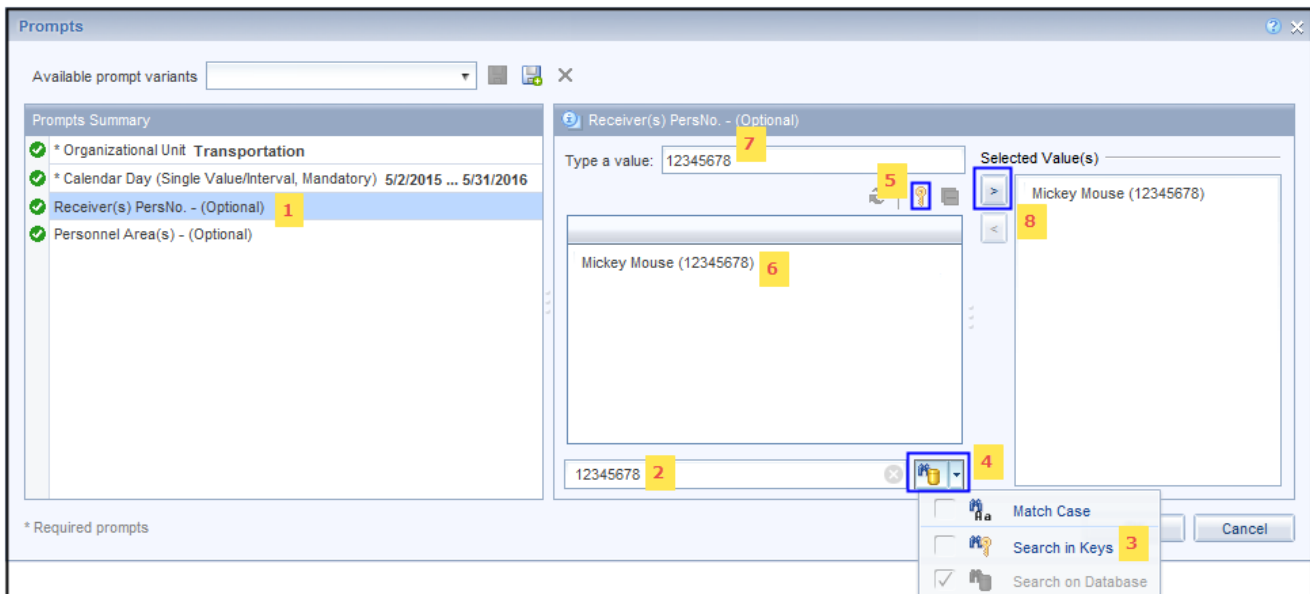 Prompts
Available prompt variants
Prompts Summary
* Organizational Unit Transportation
* Calendar Day (Single Value/Interval, Mandatory) 5/2/2015 ... 5/31/2016
Receiver(s) PersNo. - (Optional) 1
Personnel Area(s) - (Optional)
Receiver(s) PersNo. - (Optional)
7
Type a value: 12345678
5
Mickey Mouse (12345678) 6
12345678 2
4
Selected Value(s)
> 
Mickey Mouse (12345678)
<
8
Aa Match Case
Search in Keys 3
Search on Database
* Required prompts
Cancel